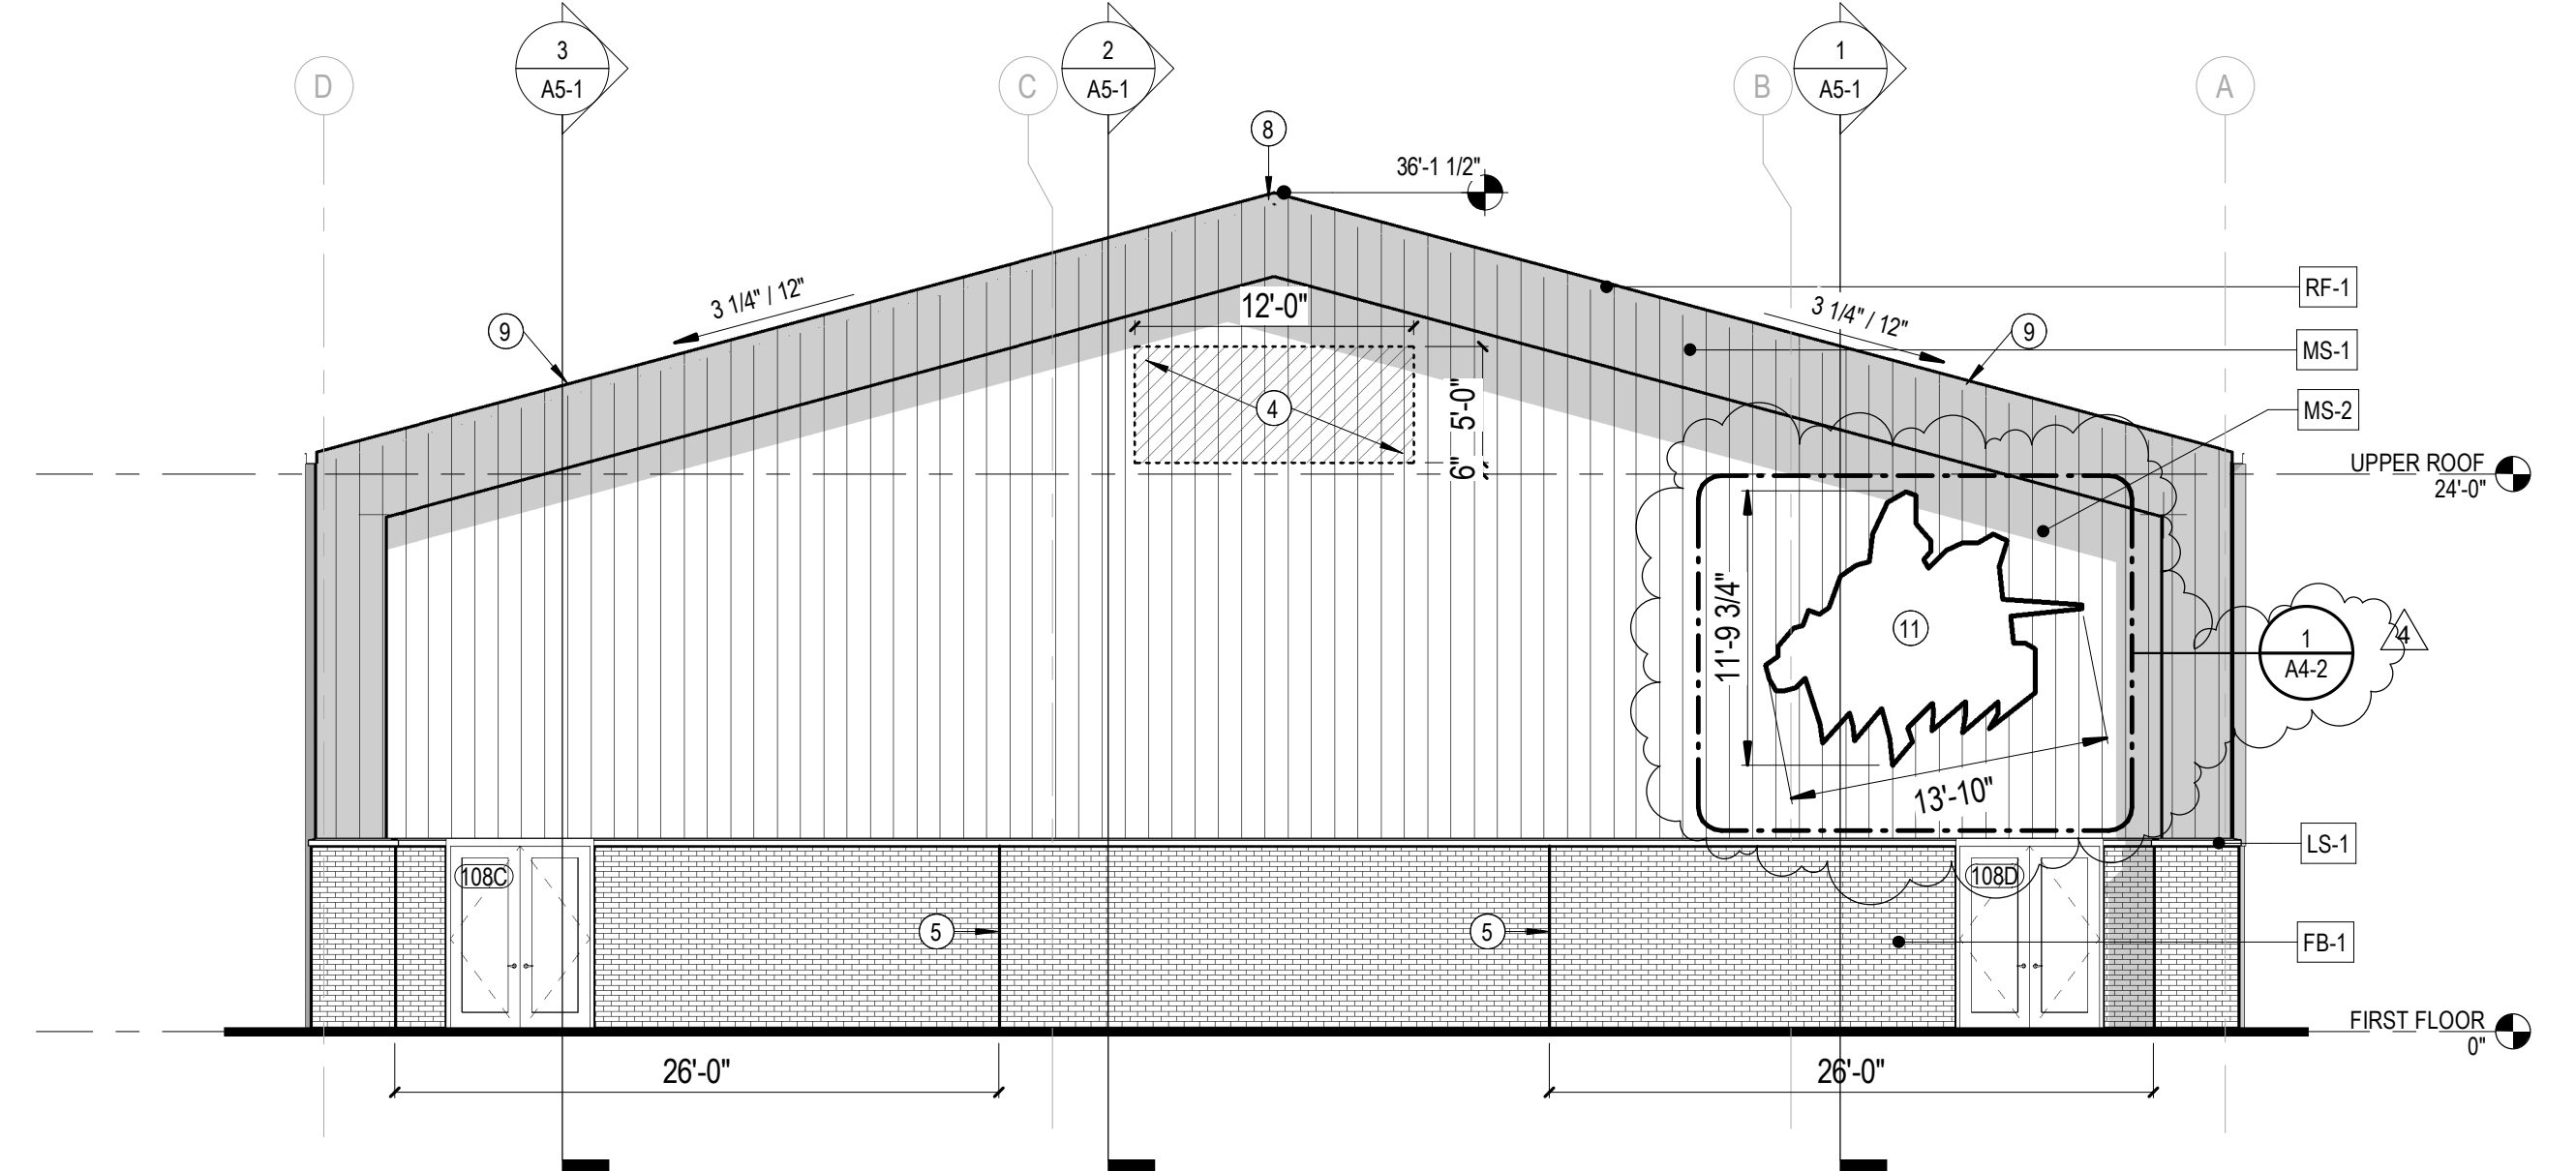 3
A5-1
2
A5-1
1
A5-1
D
C
B
A
8
36'-1 1/2"
3 1/4" / 12"
12'-0"
3 1/4" / 12"
RF-1
9
9
MS-1
4
5'-0"
6"
MS-2
UPPER ROOF
24'-0"
11'-9 3/4"
11
1
A4-2
4
13'-10"
LS-1
108C
108D
5
5
FB-1
FIRST FLOOR
0"
26'-0"
26'-0"